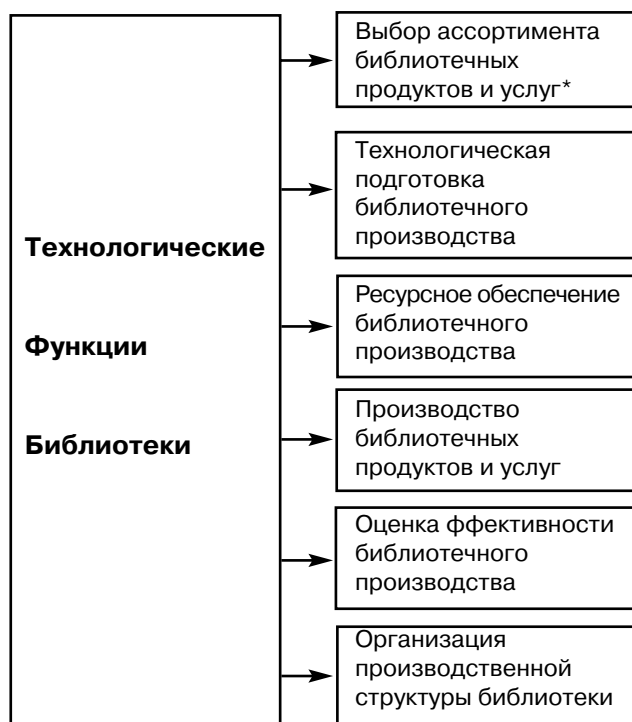 Технологические
Функции
Библиотеки
Выбор ассортимента
библиотечных
продуктов и услуг*
Технологическая
подготовка
библиотечного
производства
Ресурсное обеспечение
библиотечного
производства
Производство
библиотечных
продуктов и услуг
Оценка ффективности
библиотечного
производства
Организация
производственной
структуры библиотеки